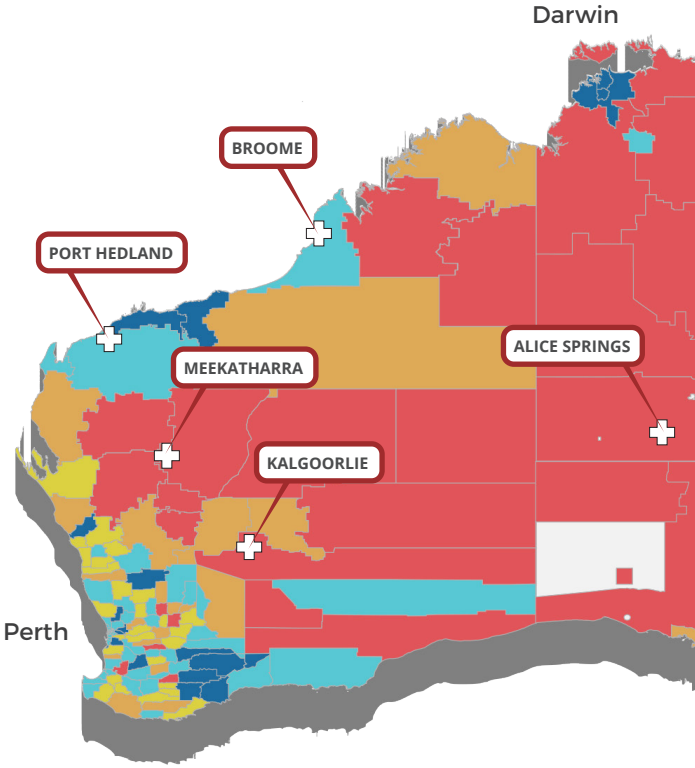 Darwin
BROOME
PORT HEDLAND
ALICE SPRINGS
MEEKATHARRA
KALGOORLIE
Perth